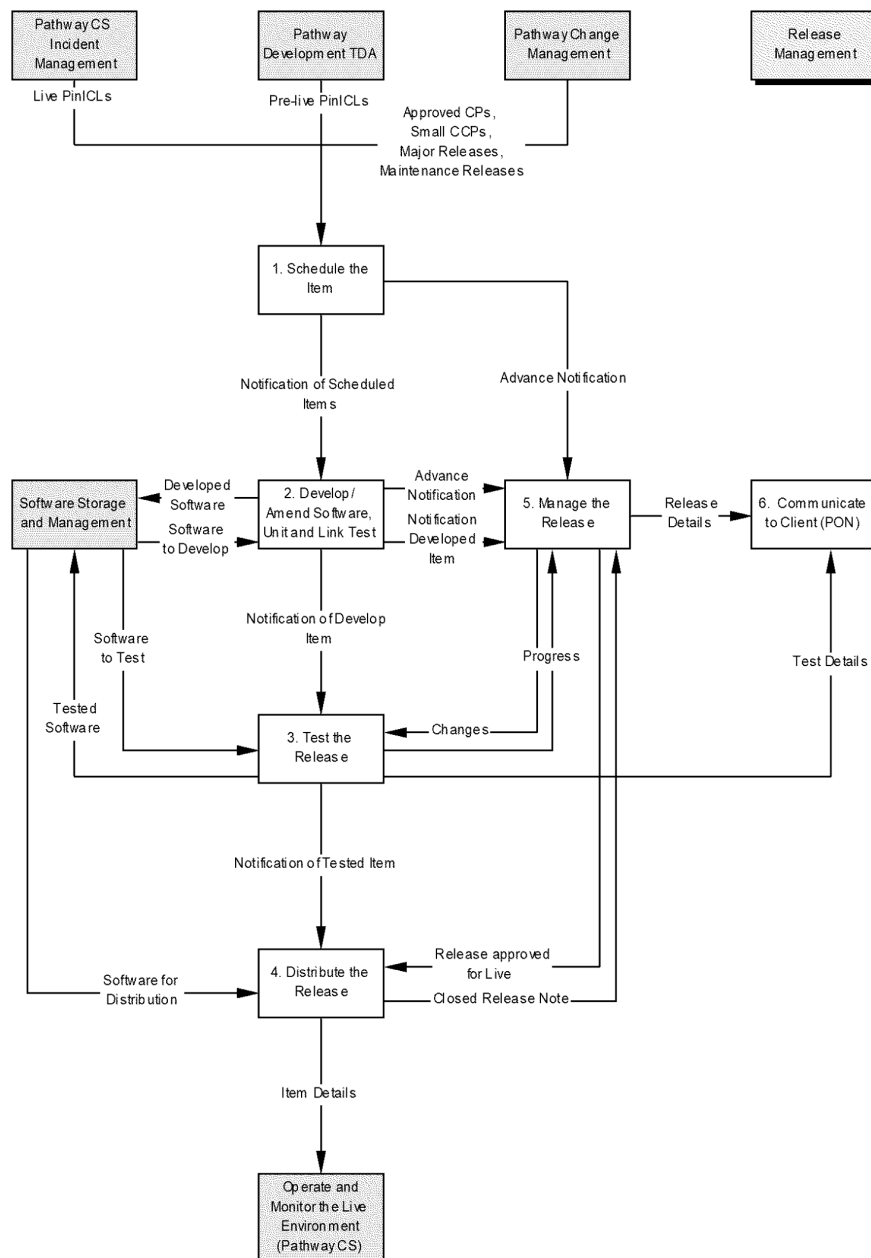 Pathway CS
Incident
Management
Pathway
Development TDA
Pathway Change
Management
Release
Management
Live PinICLs
Pre-live PinICLs
Approved CPs,
Small CCPs,
Major Releases,
Maintenance Releases
1. Schedule the
Item
Notification of Scheduled
Items
Advance Notification
Software Storage
and Management
Developed
Software
Software
to Develop
2. Develop/
Amend Software,
Unit and Link Test
Advance
Notification
Notification
Developed
Item
5. Manage the
Release
Release
Details
6. Communicate
to Client (PON)
Notification of Develop
Item
Software
to Test
Progress
Test Details
Tested
Software
Changes
3. Test the
Release
Notification of Tested Item
4. Distribute the
Release
Release approved
for Live
Closed Release Note
Software for
Distribution
Item Details
Operate and
Monitor the Live
Environment
(Pathway CS)